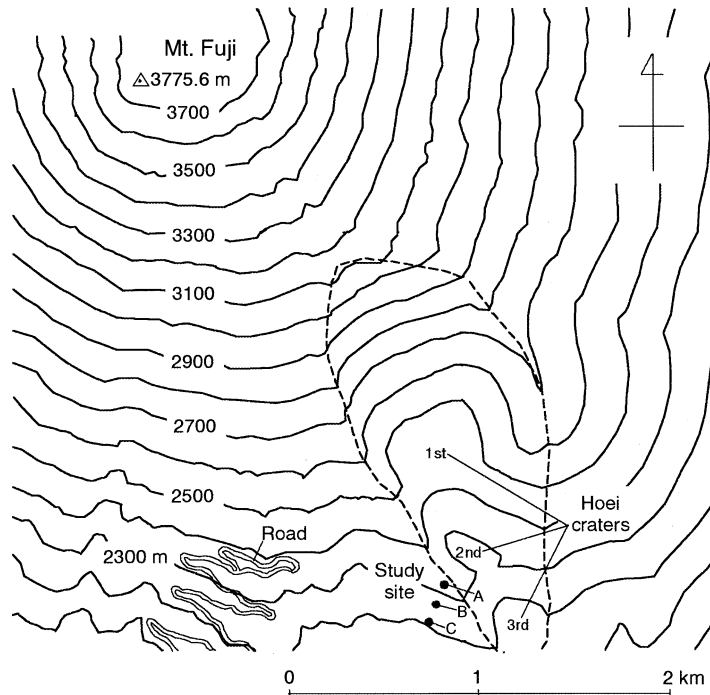 Mt. Fuji
△3775.6 m
3700
3500
3300
3100
2900
2700
2500
2300 m
Road
1st
2nd
3rd
Hoei
craters
Study
site
A
B
C
0 1 2 km